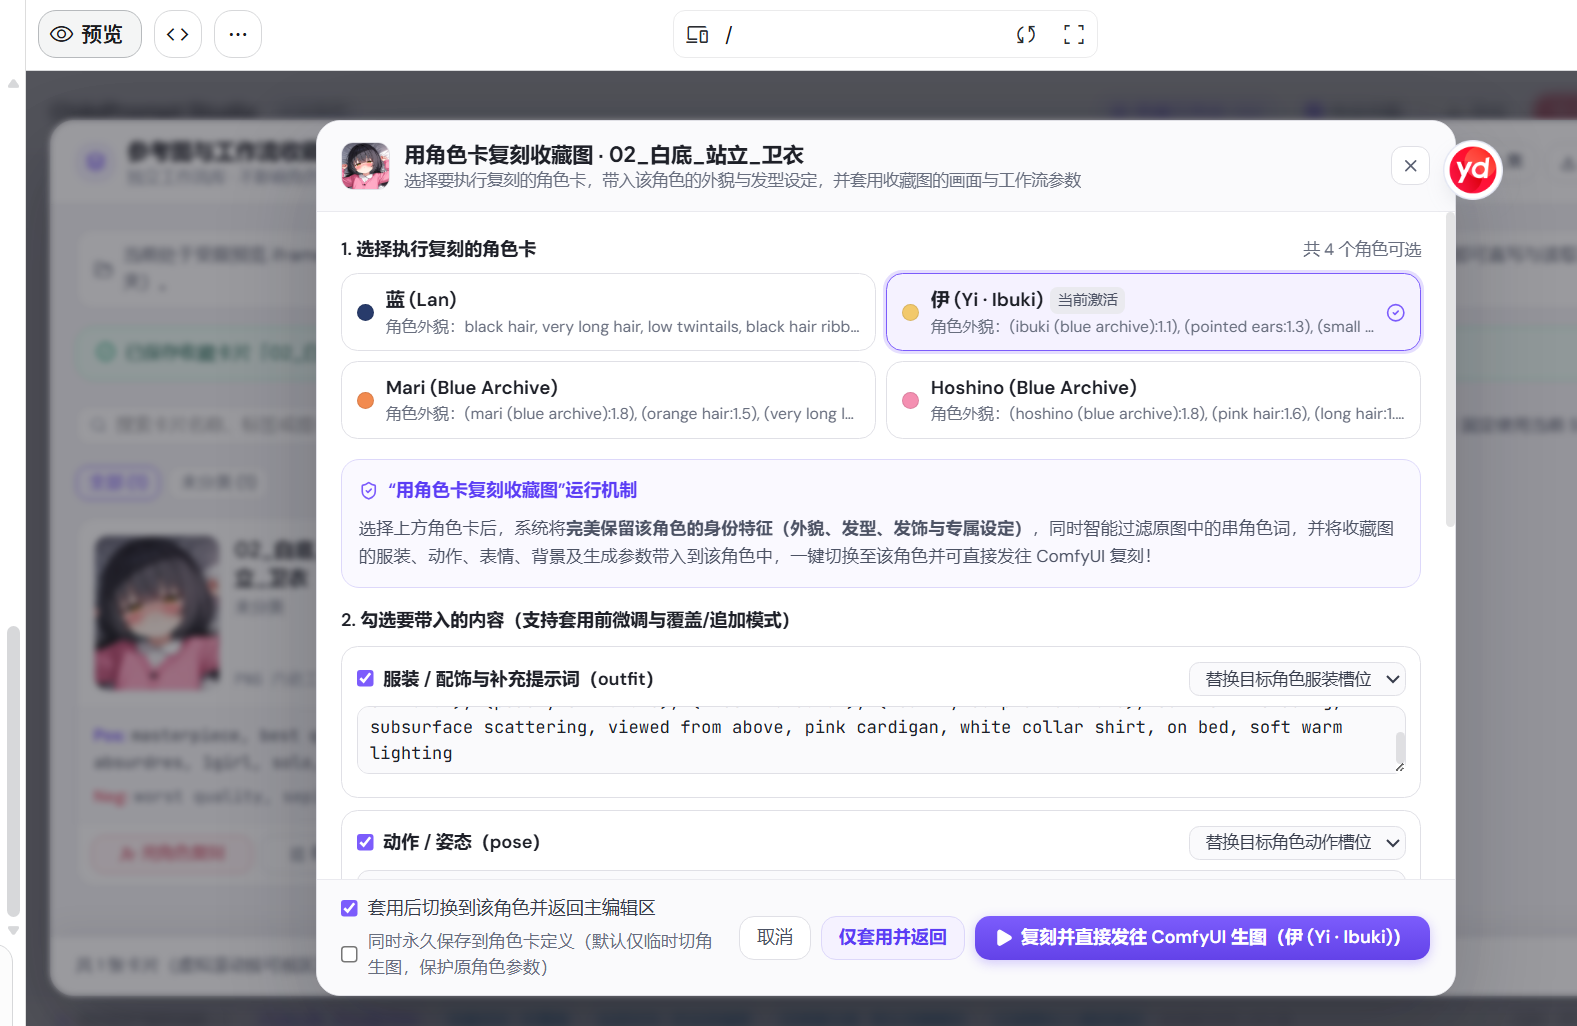 预览
/
用角色卡复刻收藏图 · 02_白底_站立_卫衣
选择要执行复刻的角色卡，带入该角色的外貌与发型设定，并套用收藏图的画面与工作流参数
yd
1. 选择执行复刻的角色卡
共 4 个角色可选
蓝 (Lan)
角色外貌：black hair, very long hair, low twintails, black hair ribb...
伊 (Yi · Ibuki) 当前激活
角色外貌：(ibuki (blue archive):1.1), (pointed ears:1.3), (small ...
Mari (Blue Archive)
角色外貌：(mari (blue archive):1.8), (orange hair:1.5), (very long l...
Hoshino (Blue Archive)
角色外貌：(hoshino (blue archive):1.8), (pink hair:1.6), (long hair:1....
“用角色卡复刻收藏图”运行机制
选择上方角色卡后，系统将完美保留该角色的身份特征（外貌、发型、发饰与专属设定），同时智能过滤原图中的串角色词，并将收藏图
的服装、动作、表情、背景及生成参数带入到该角色中，一键切换至该角色并可直接发往 ComfyUI 复刻！
2. 勾选要带入的内容（支持套用前微调与覆盖/追加模式）
服装 / 配饰与补充提示词（outfit）
替换目标角色服装槽位
subsurface scattering, viewed from above, pink cardigan, white collar shirt, on bed, soft warm
lighting
动作 / 姿态（pose）
替换目标角色动作槽位
套用后切换到该角色并返回主编辑区
同时永久保存到角色卡定义（默认仅临时切角
生图，保护原角色参数）
取消
仅套用并返回
复刻并直接发往 ComfyUI 生图（伊 (Yi · Ibuki)）